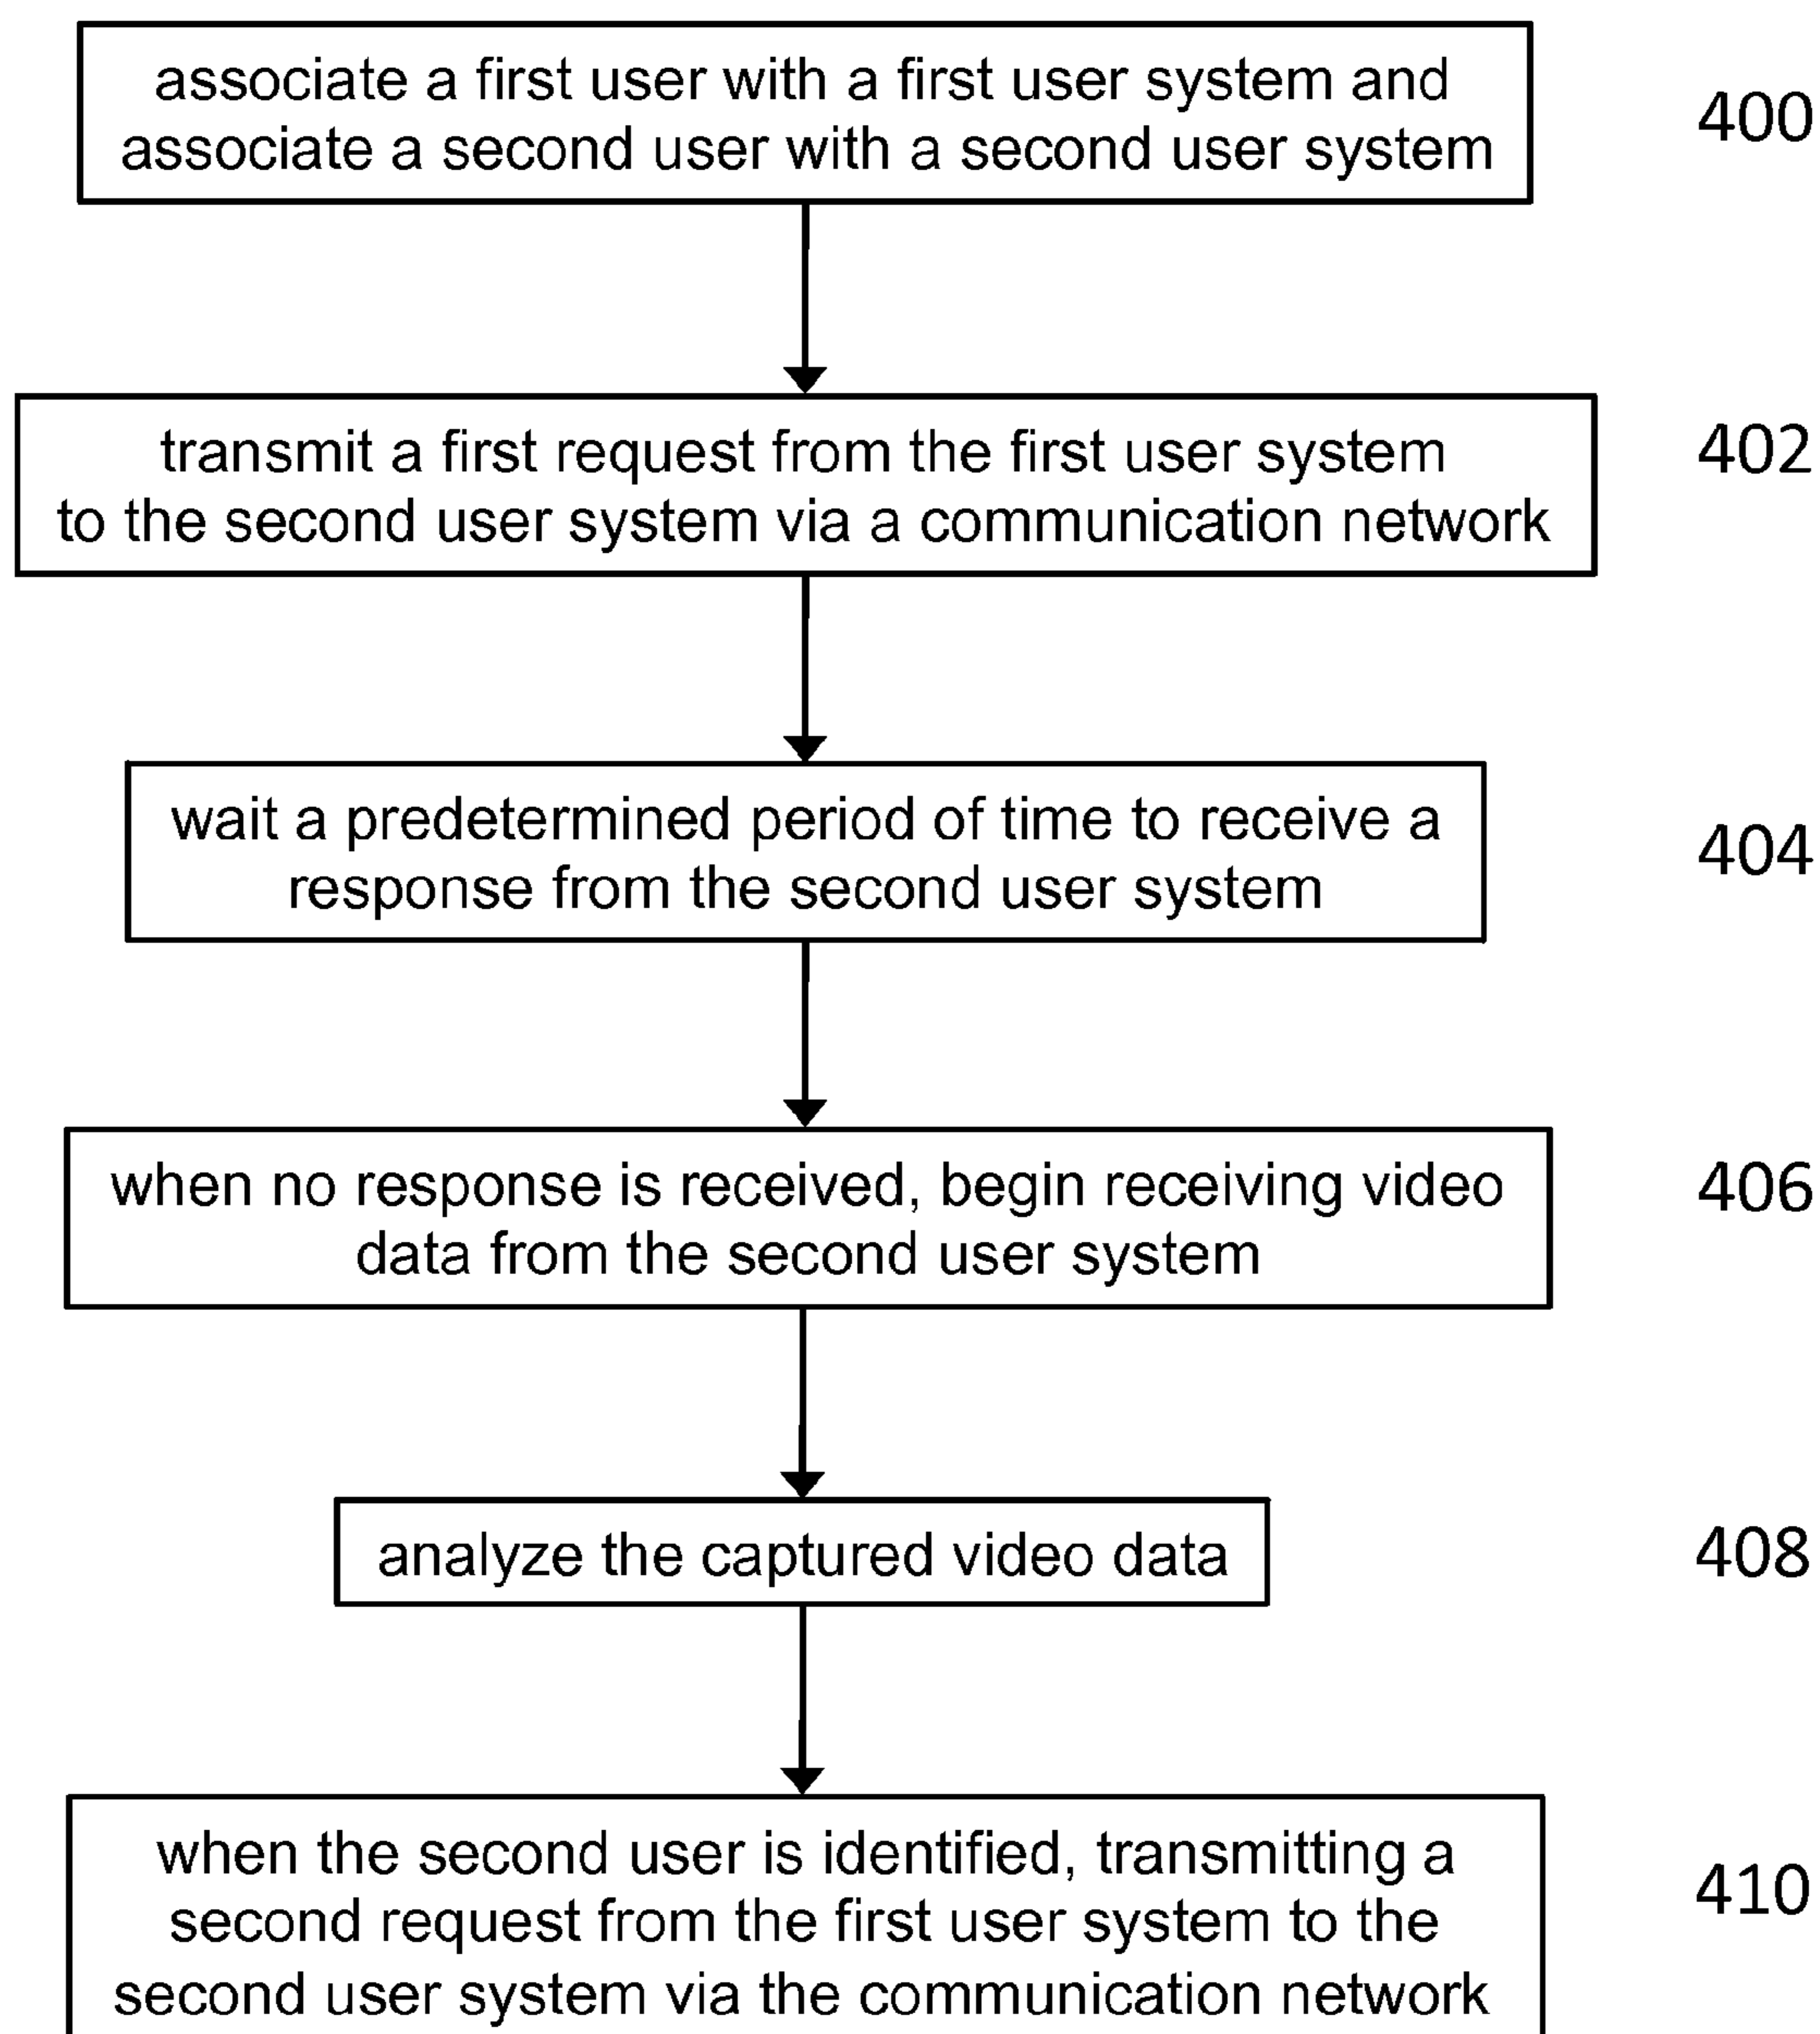 associate a first user with a first user system and
associate a second user with a second user system
400
transmit a first request from the first user system
to the second user system via a communication network
402
wait a predetermined period of time to receive a
response from the second user system
404
when no response is received, begin receiving video
data from the second user system
406
analyze the captured video data
408
when the second user is identified, transmitting a
second request from the first user system to the
second user system via the communication network
410